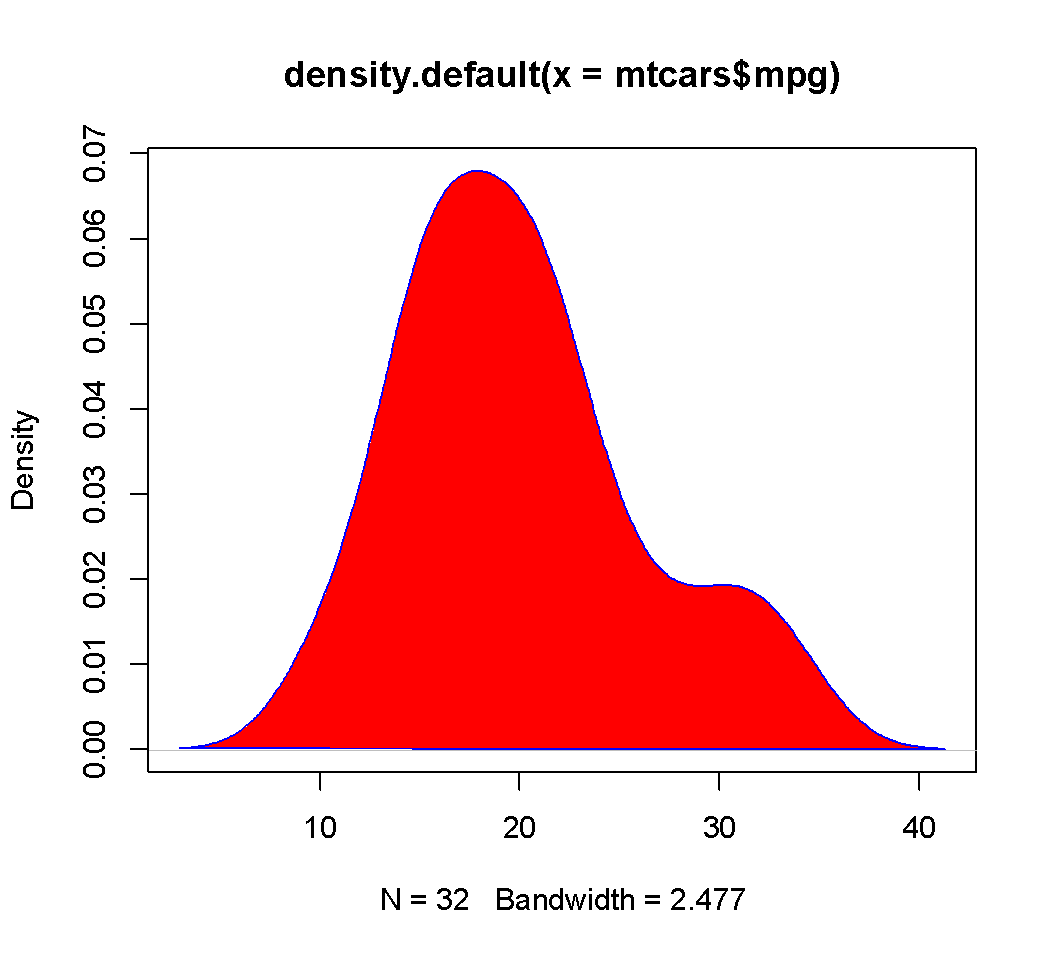 density.default(x = mtcars$mpg)
Density
0.07
0.06
0.05
0.04
0.03
0.02
0.01
0.00
10 20 30 40
N = 32 Bandwidth = 2.477